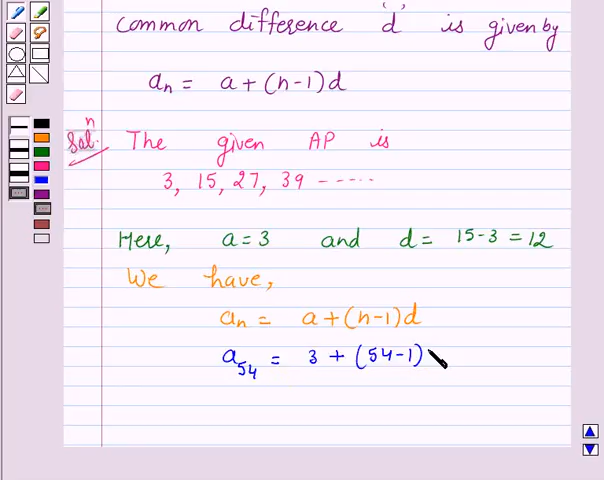 common difference 'd' is given by
aₙ = a + (n-1)d
Solⁿ. The given AP is
3, 15, 27, 39 ------
Here, a = 3 and d = 15-3 = 12
We have,
aₙ = a + (n-1)d
a₅₄ = 3 + (54-1)